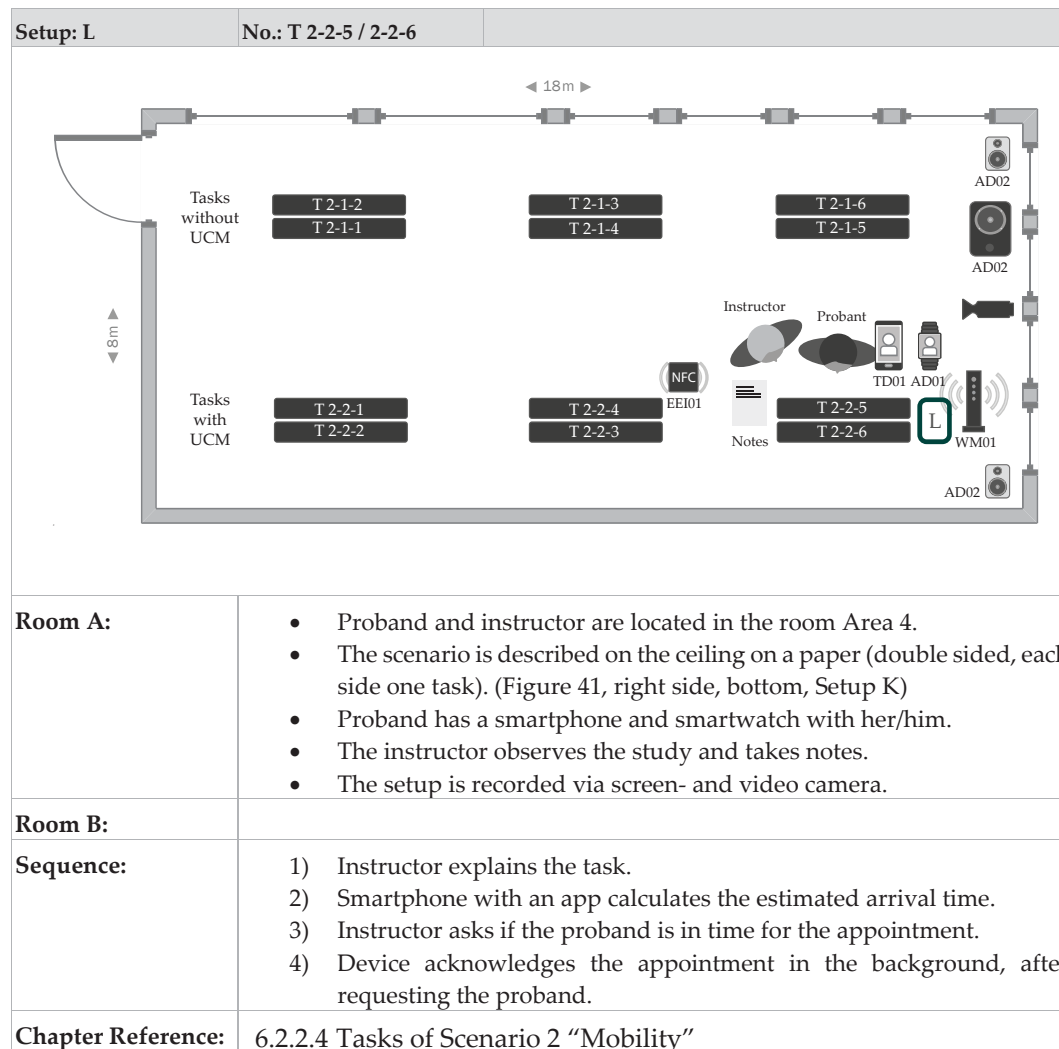 Setup: L No.: T 2-2-5 / 2-2-6
18m
AD02
Tasks
without
UCM
T 2-1-2 T 2-1-3 T 2-1-6
T 2-1-1 T 2-1-4 T 2-1-5
AD02
8m
Instructor Probant
NFC
TD01 AD01
EEI01
Tasks
with
UCM
T 2-2-1 T 2-2-4 T 2-2-5
T 2-2-2 T 2-2-3 T 2-2-6
L
Notes WM01
AD02
Room A:
• Proband and instructor are located in the room Area 4.
• The scenario is described on the ceiling on a paper (double sided, each
side one task). (Figure 41, right side, bottom, Setup K)
• Proband has a smartphone and smartwatch with her/him.
• The instructor observes the study and takes notes.
• The setup is recorded via screen- and video camera.
Room B:
Sequence:
1) Instructor explains the task.
2) Smartphone with an app calculates the estimated arrival time.
3) Instructor asks if the proband is in time for the appointment.
4) Device acknowledges the appointment in the background, afte
requesting the proband.
Chapter Reference: 6.2.2.4 Tasks of Scenario 2 “Mobility”